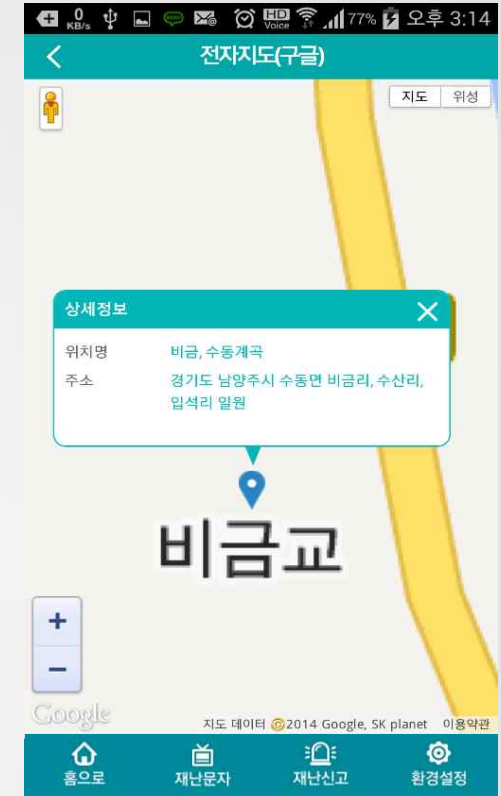 0
KB/s
HD
Voice
77%
오후 3:14
전자지도(구글)
지도
위성
상세정보
위치명
비금, 수동계곡
주소
경기도 남양주시 수동면 비금리, 수산리,
입석리 일원
비금교
+
−
Google
지도 데이터 ©2014 Google, SK planet
이용약관
홈으로
재난문자
재난신고
환경설정